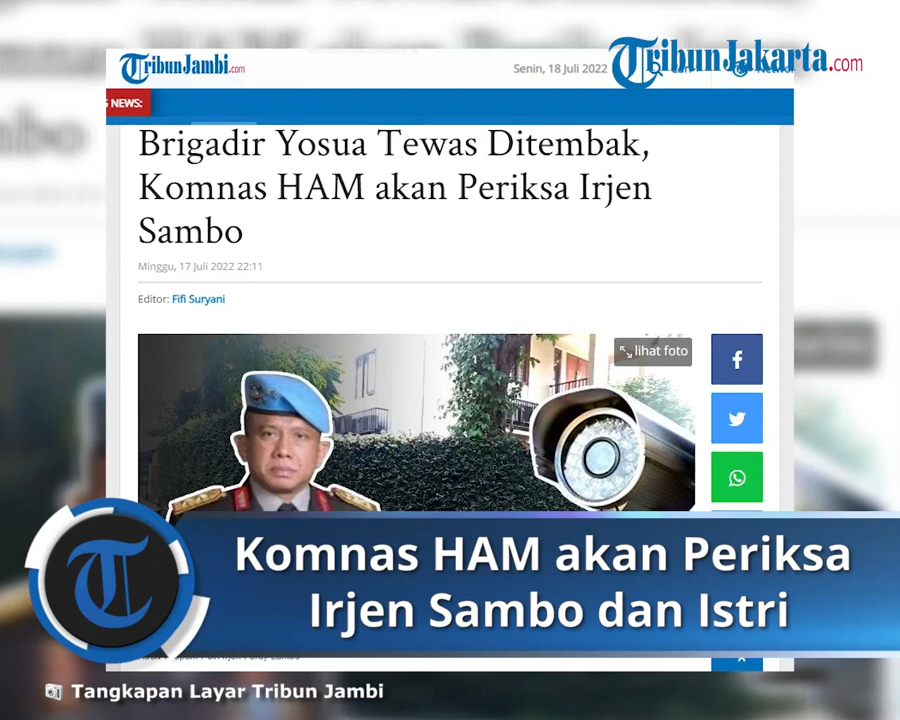 TribunJambi.com
Senin, 18 Juli 2022
TribunJakarta.com
NEWS:
Brigadir Yosua Tewas Ditembak,
Komnas HAM akan Periksa Irjen
Sambo
Minggu, 17 Juli 2022 22:11
Editor: Fifi Suryani
lihat foto
Komnas HAM akan Periksa
Irjen Sambo dan Istri
Tangkapan Layar Tribun Jambi